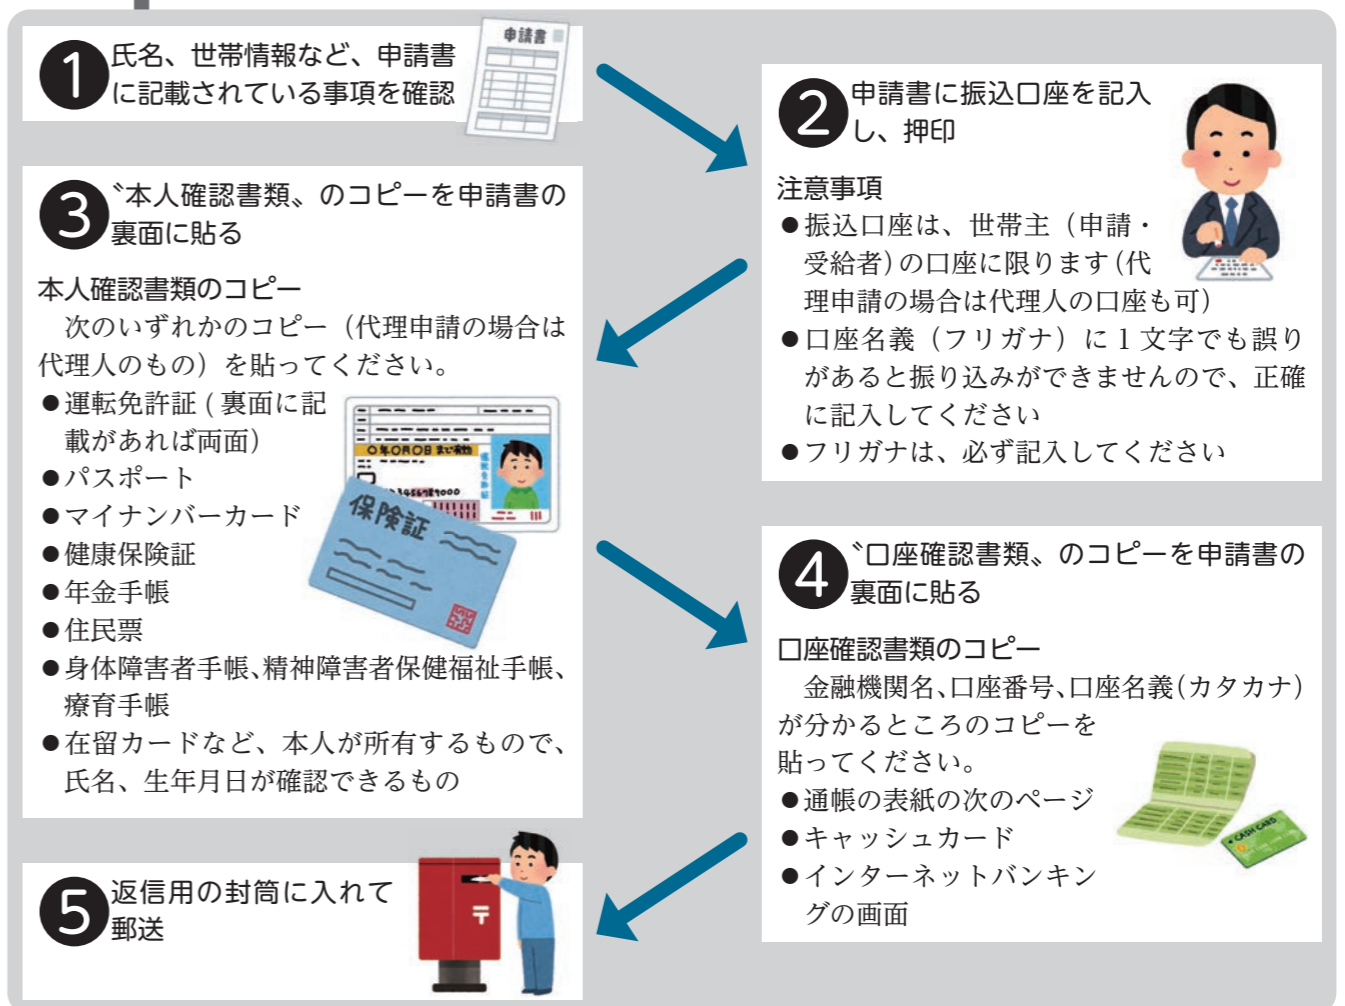 ❶氏名、世帯情報など、申請書
に記載されている事項を確認
申請書
❷申請書に振込口座を記入
し、押印
注意事項
●振込口座は、世帯主（申請・
受給者）の口座に限ります（代
理申請の場合は代理人の口座も可）
●口座名義（フリガナ）に１文字でも誤り
があると振り込みができませんので、正確
に記入してください
●フリガナは、必ず記入してください
❸〝本人確認書類〟のコピーを申請書の
裏面に貼る
本人確認書類のコピー
次のいずれかのコピー（代理申請の場合は
代理人のもの）を貼ってください。
●運転免許証（裏面に記
載があれば両面）
●パスポート
●マイナンバーカード
●健康保険証
●年金手帳
●住民票
●身体障害者手帳、精神障害者保健福祉手帳、
療育手帳
●在留カードなど、本人が所有するもので、
氏名、生年月日が確認できるもの
〇年〇月〇日まで有効
保険証
❹〝口座確認書類〟のコピーを申請書の
裏面に貼る
口座確認書類のコピー
金融機関名、口座番号、口座名義（カタカナ）
が分かるところのコピーを
貼ってください。
●通帳の表紙の次のページ
●キャッシュカード
●インターネットバンキン
グの画面
CASH CARD
❺返信用の封筒に入れて
郵送
〒